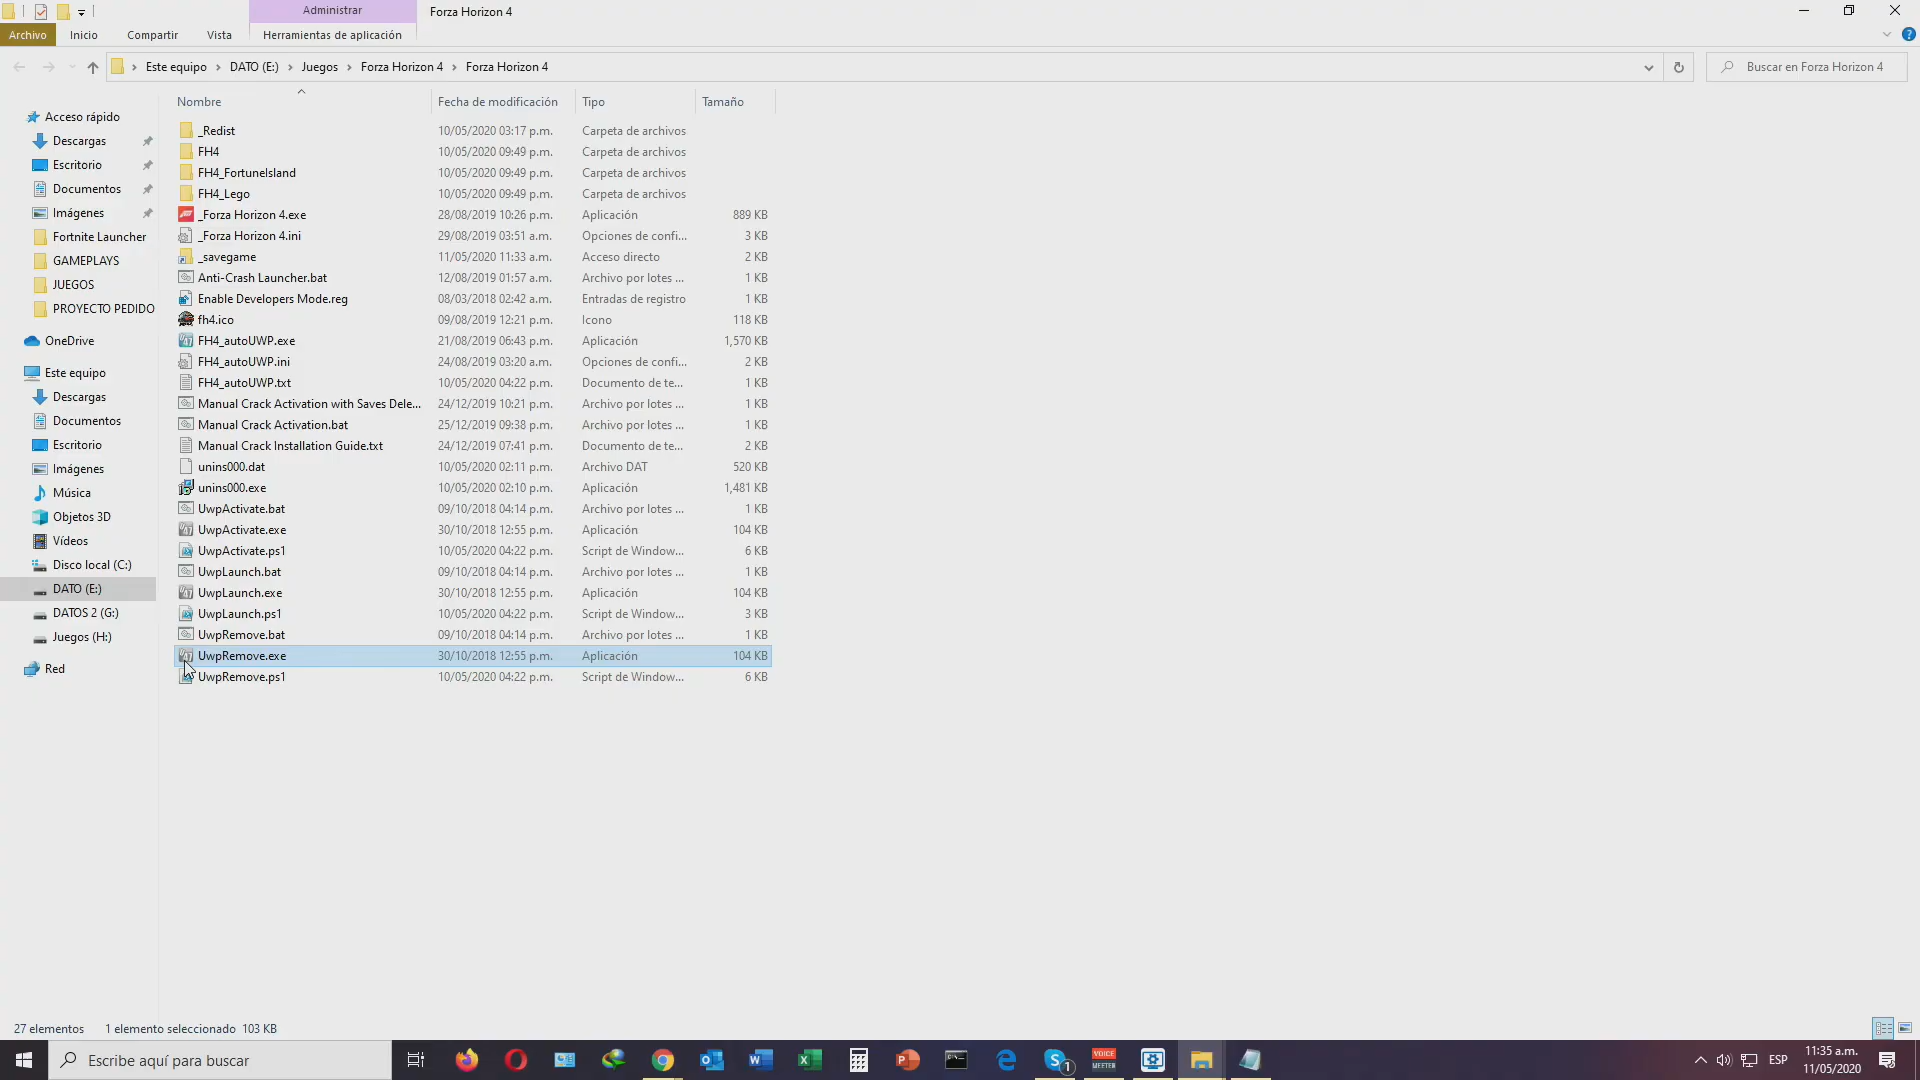 Administrar
Forza Horizon 4
Archivo
Inicio
Compartir
Vista
Herramientas de aplicación
Este equipo
DATO (E:)
Juegos
Forza Horizon 4
Forza Horizon 4
Buscar en Forza Horizon 4
Nombre
Fecha de modificación
Tipo
Tamaño
Acceso rápido
Descargas
Escritorio
Documentos
Imágenes
Fortnite Launcher
GAMEPLAYS
JUEGOS
PROYECTO PEDIDO
OneDrive
Este equipo
Descargas
Documentos
Escritorio
Imágenes
Música
Objetos 3D
Vídeos
Disco local (C:)
DATO (E:)
DATOS 2 (G:)
Juegos (H:)
Red
_Redist 10/05/2020 03:17 p.m. Carpeta de archivos
FH4 10/05/2020 09:49 p.m. Carpeta de archivos
FH4_FortuneIsland 10/05/2020 09:49 p.m. Carpeta de archivos
FH4_Lego 10/05/2020 09:49 p.m. Carpeta de archivos
_Forza Horizon 4.exe 28/08/2019 10:26 p.m. Aplicación 889 KB
_Forza Horizon 4.ini 29/08/2019 03:51 a.m. Opciones de confi... 3 KB
_savegame 11/05/2020 11:33 a.m. Acceso directo 2 KB
Anti-Crash Launcher.bat 12/08/2019 01:57 a.m. Archivo por lotes ... 1 KB
Enable Developers Mode.reg 08/03/2018 02:42 a.m. Entradas de registro 1 KB
fh4.ico 09/08/2019 12:21 p.m. Icono 118 KB
FH4_autoUWP.exe 21/08/2019 06:43 p.m. Aplicación 1,570 KB
FH4_autoUWP.ini 24/08/2019 03:20 a.m. Opciones de confi... 2 KB
FH4_autoUWP.txt 10/05/2020 04:22 p.m. Documento de te... 1 KB
Manual Crack Activation with Saves Dele... 24/12/2019 10:21 p.m. Archivo por lotes ... 1 KB
Manual Crack Activation.bat 25/12/2019 09:38 p.m. Archivo por lotes ... 1 KB
Manual Crack Installation Guide.txt 24/12/2019 07:41 p.m. Documento de te... 2 KB
unins000.dat 10/05/2020 02:11 p.m. Archivo DAT 520 KB
unins000.exe 10/05/2020 02:10 p.m. Aplicación 1,481 KB
UwpActivate.bat 09/10/2018 04:14 p.m. Archivo por lotes ... 1 KB
UwpActivate.exe 30/10/2018 12:55 p.m. Aplicación 104 KB
UwpActivate.ps1 10/05/2020 04:22 p.m. Script de Window... 6 KB
UwpLaunch.bat 09/10/2018 04:14 p.m. Archivo por lotes ... 1 KB
UwpLaunch.exe 30/10/2018 12:55 p.m. Aplicación 104 KB
UwpLaunch.ps1 10/05/2020 04:22 p.m. Script de Window... 3 KB
UwpRemove.bat 09/10/2018 04:14 p.m. Archivo por lotes ... 1 KB
UwpRemove.exe 30/10/2018 12:55 p.m. Aplicación 104 KB
UwpRemove.ps1 10/05/2020 04:22 p.m. Script de Window... 6 KB
27 elementos 1 elemento seleccionado 103 KB
Escribe aquí para buscar
VOICE
MEETER
1
ESP
11:35 a.m.
11/05/2020